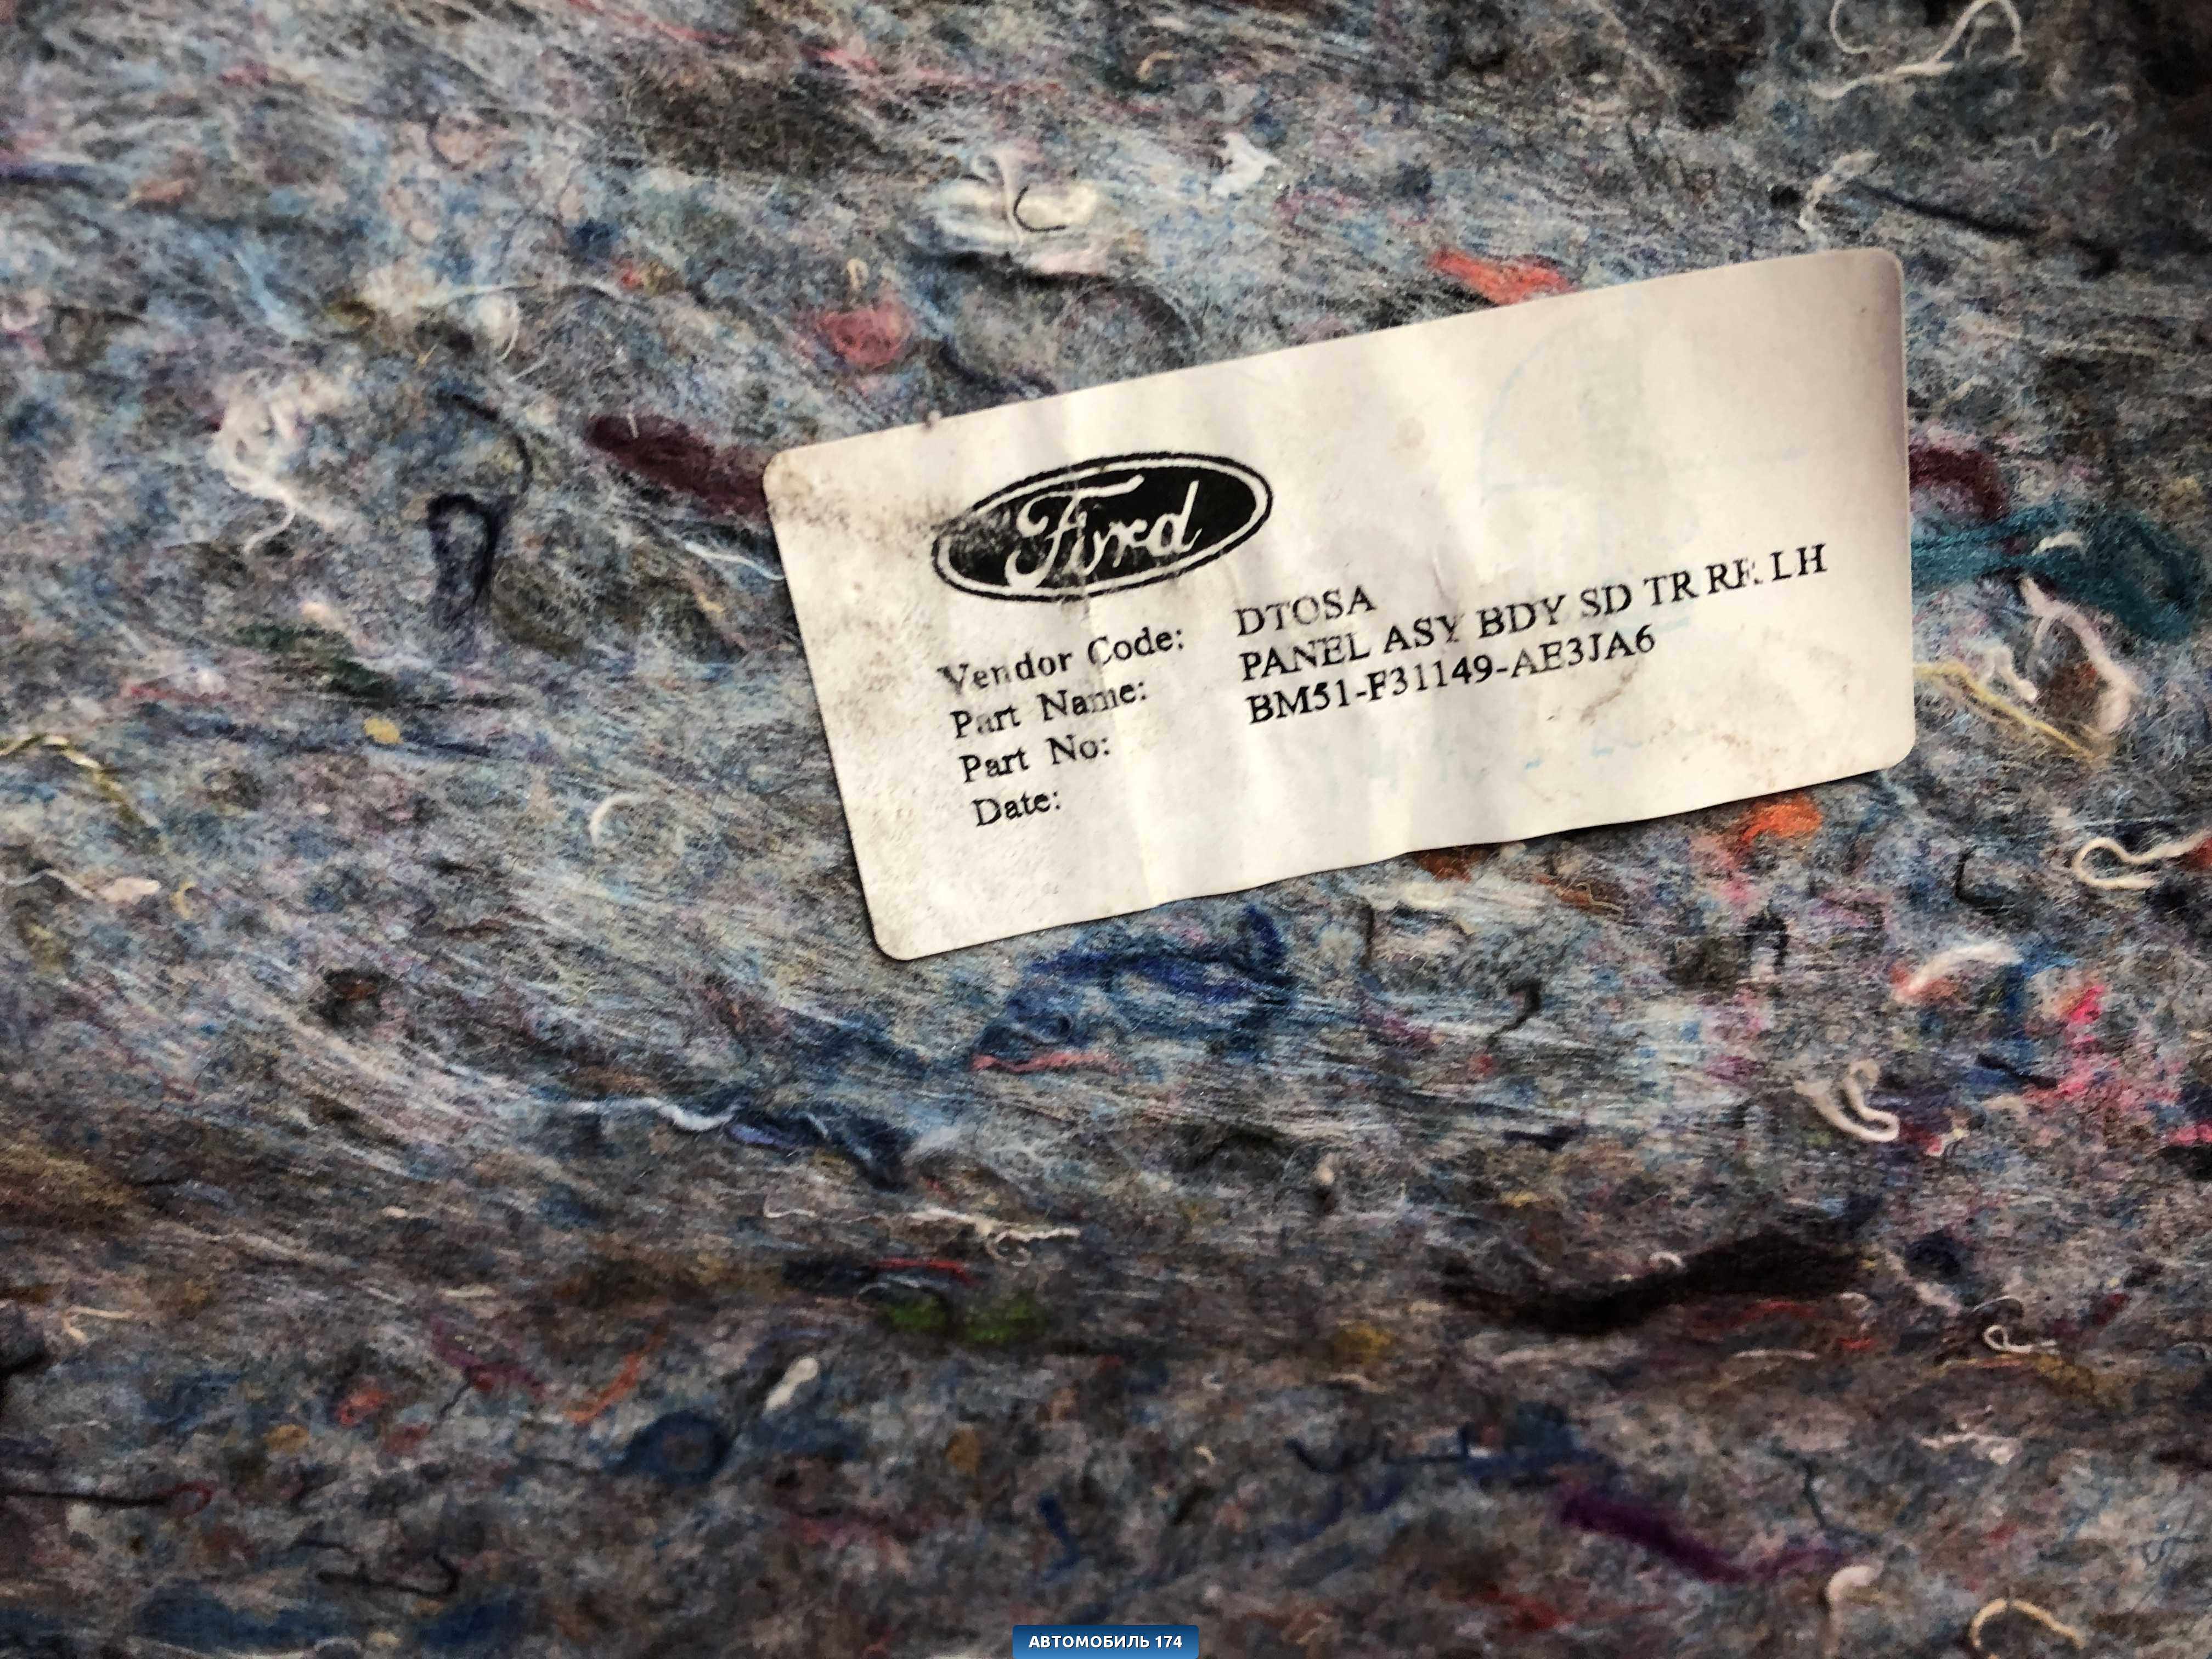 Ford
Vendor Code: DTOSA
Part Name: PANEL ASY BDY SD TR RR LH
Part No: BM51-F31149-AE3JA6
Date:
АВТОМОБИЛЬ 174